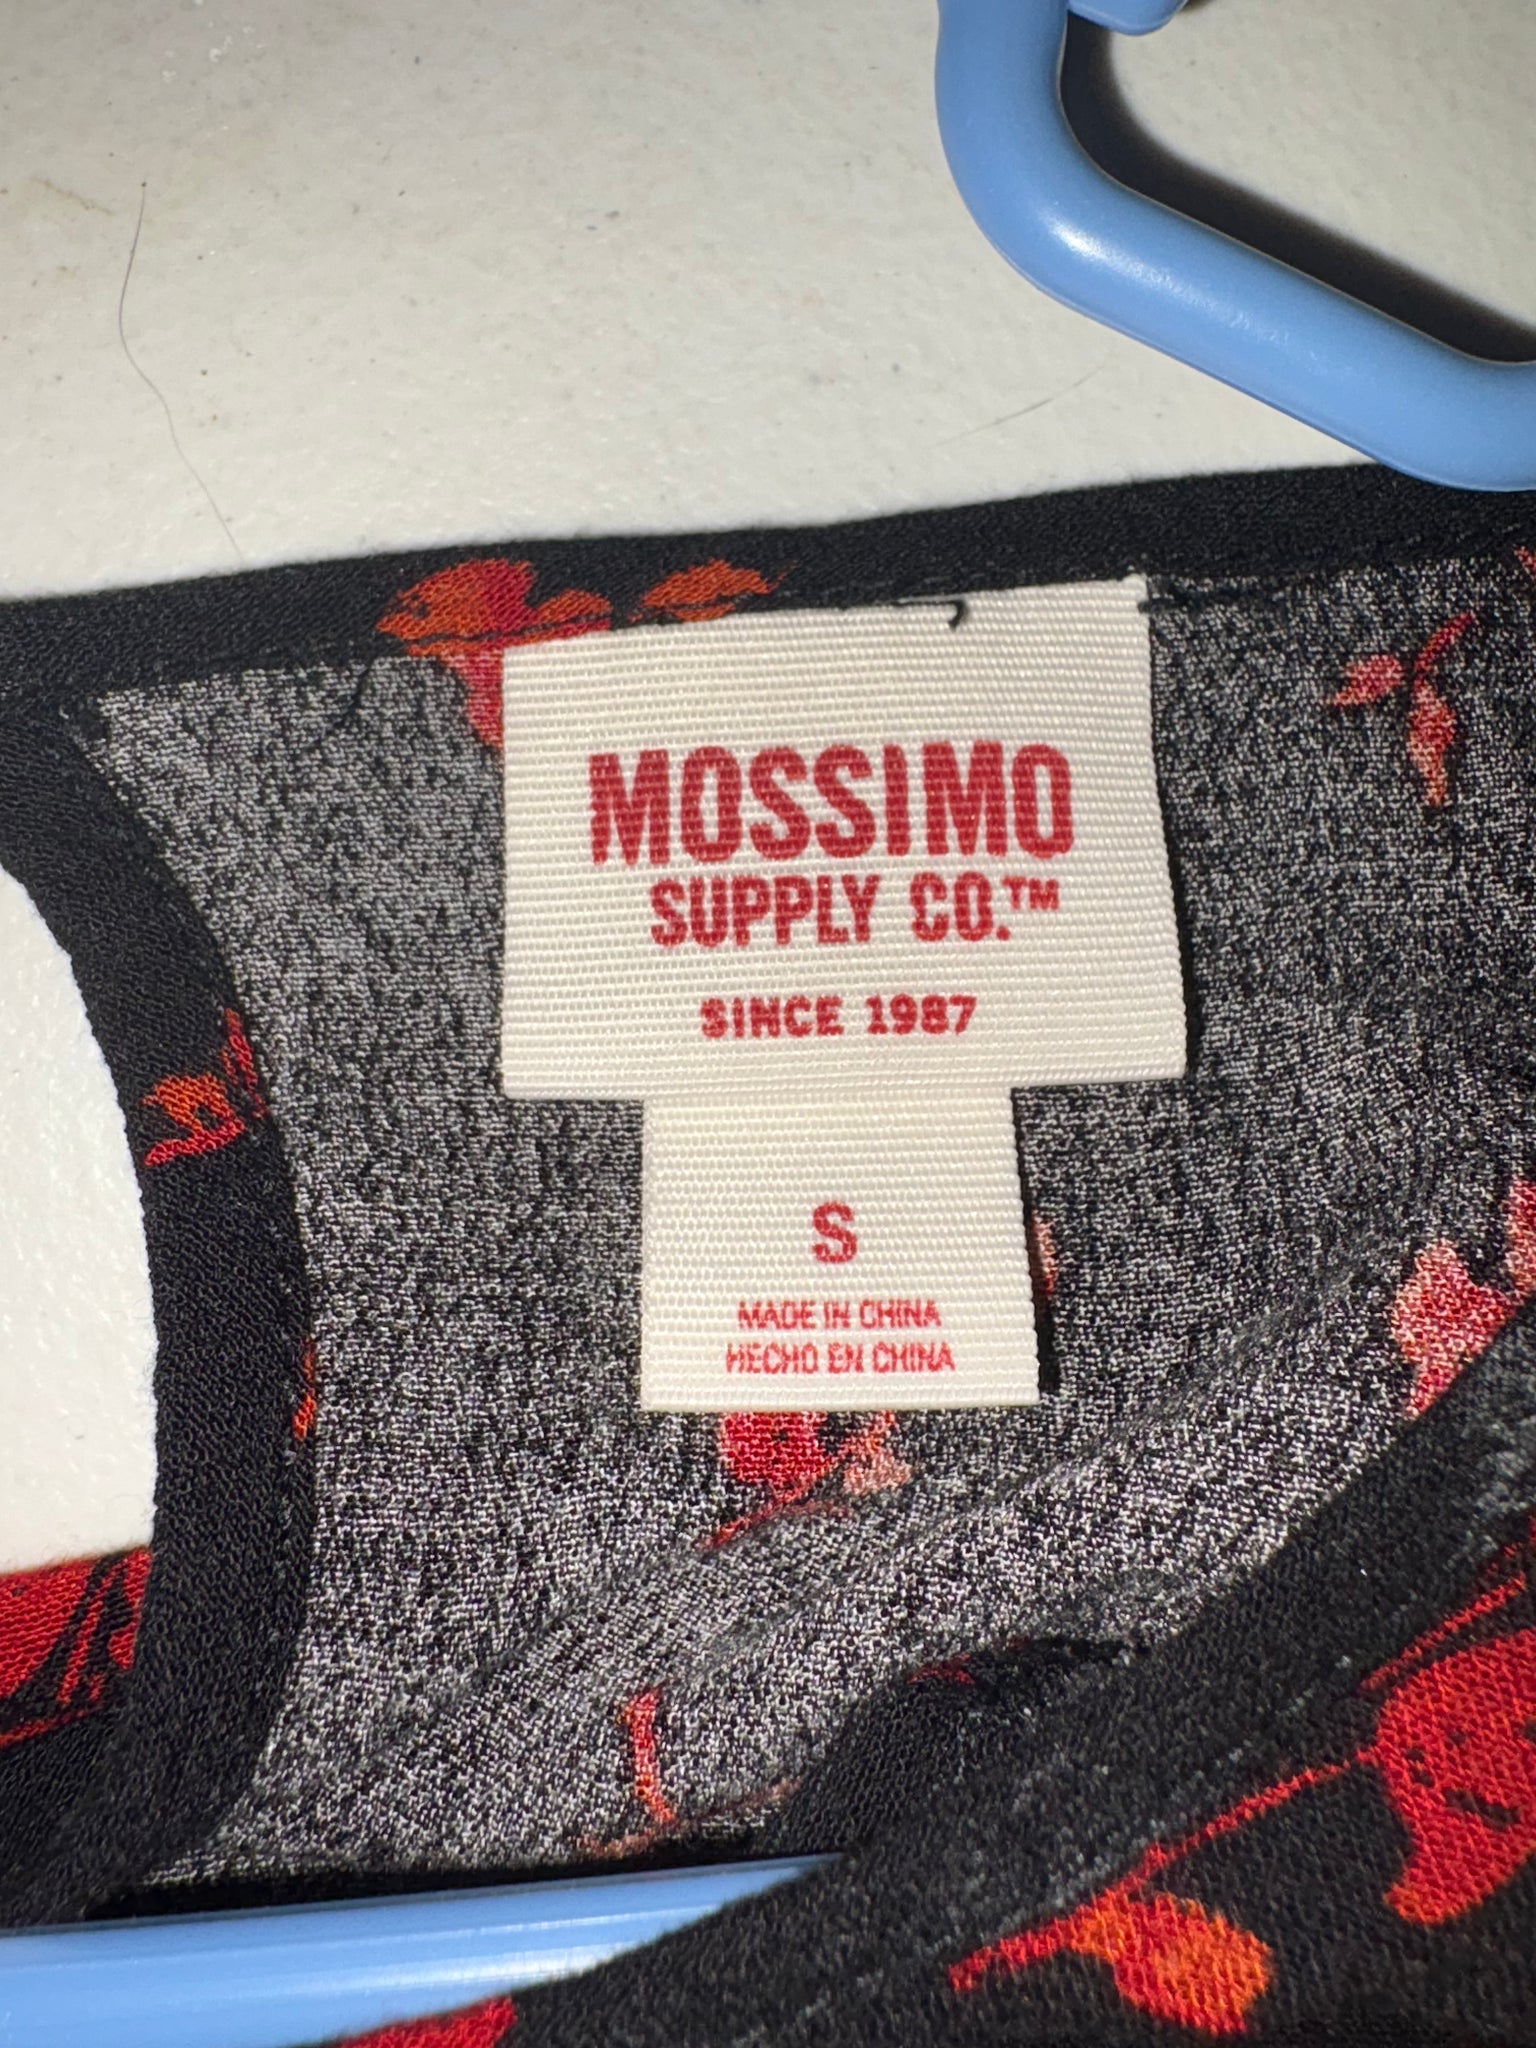 MOSSIMO
SUPPLY CO.™
SINCE 1987
S
MADE IN CHINA
HECHO EN CHINA